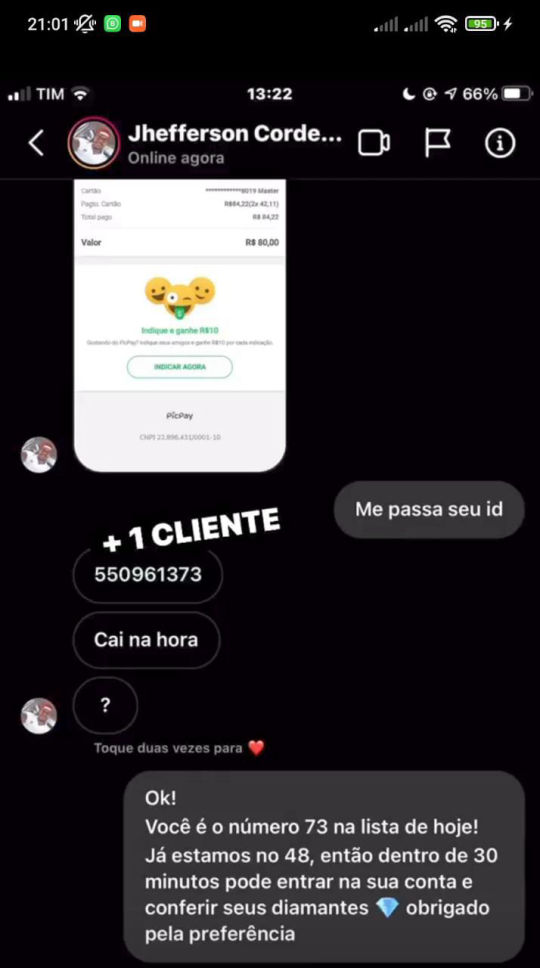 21:01
95
TIM
13:22
66%
Jhefferson Corde...
Online agora
Cartão ************8019 Master
Pagto. Cartão R$84,22(2x 42,11)
Total pago R$ 84,22
Valor R$ 80,00
Indique e ganhe R$10
Gostando do PicPay? Indique seus amigos e ganhe R$10 por cada indicação.
INDICAR AGORA
PicPay
CNPJ 22.896.431/0001-10
Me passa seu id
+ 1 CLIENTE
550961373
Cai na hora
?
Toque duas vezes para ❤️
Ok!
Você é o número 73 na lista de hoje!
Já estamos no 48, então dentro de 30
minutos pode entrar na sua conta e
conferir seus diamantes 💎 obrigado
pela preferência